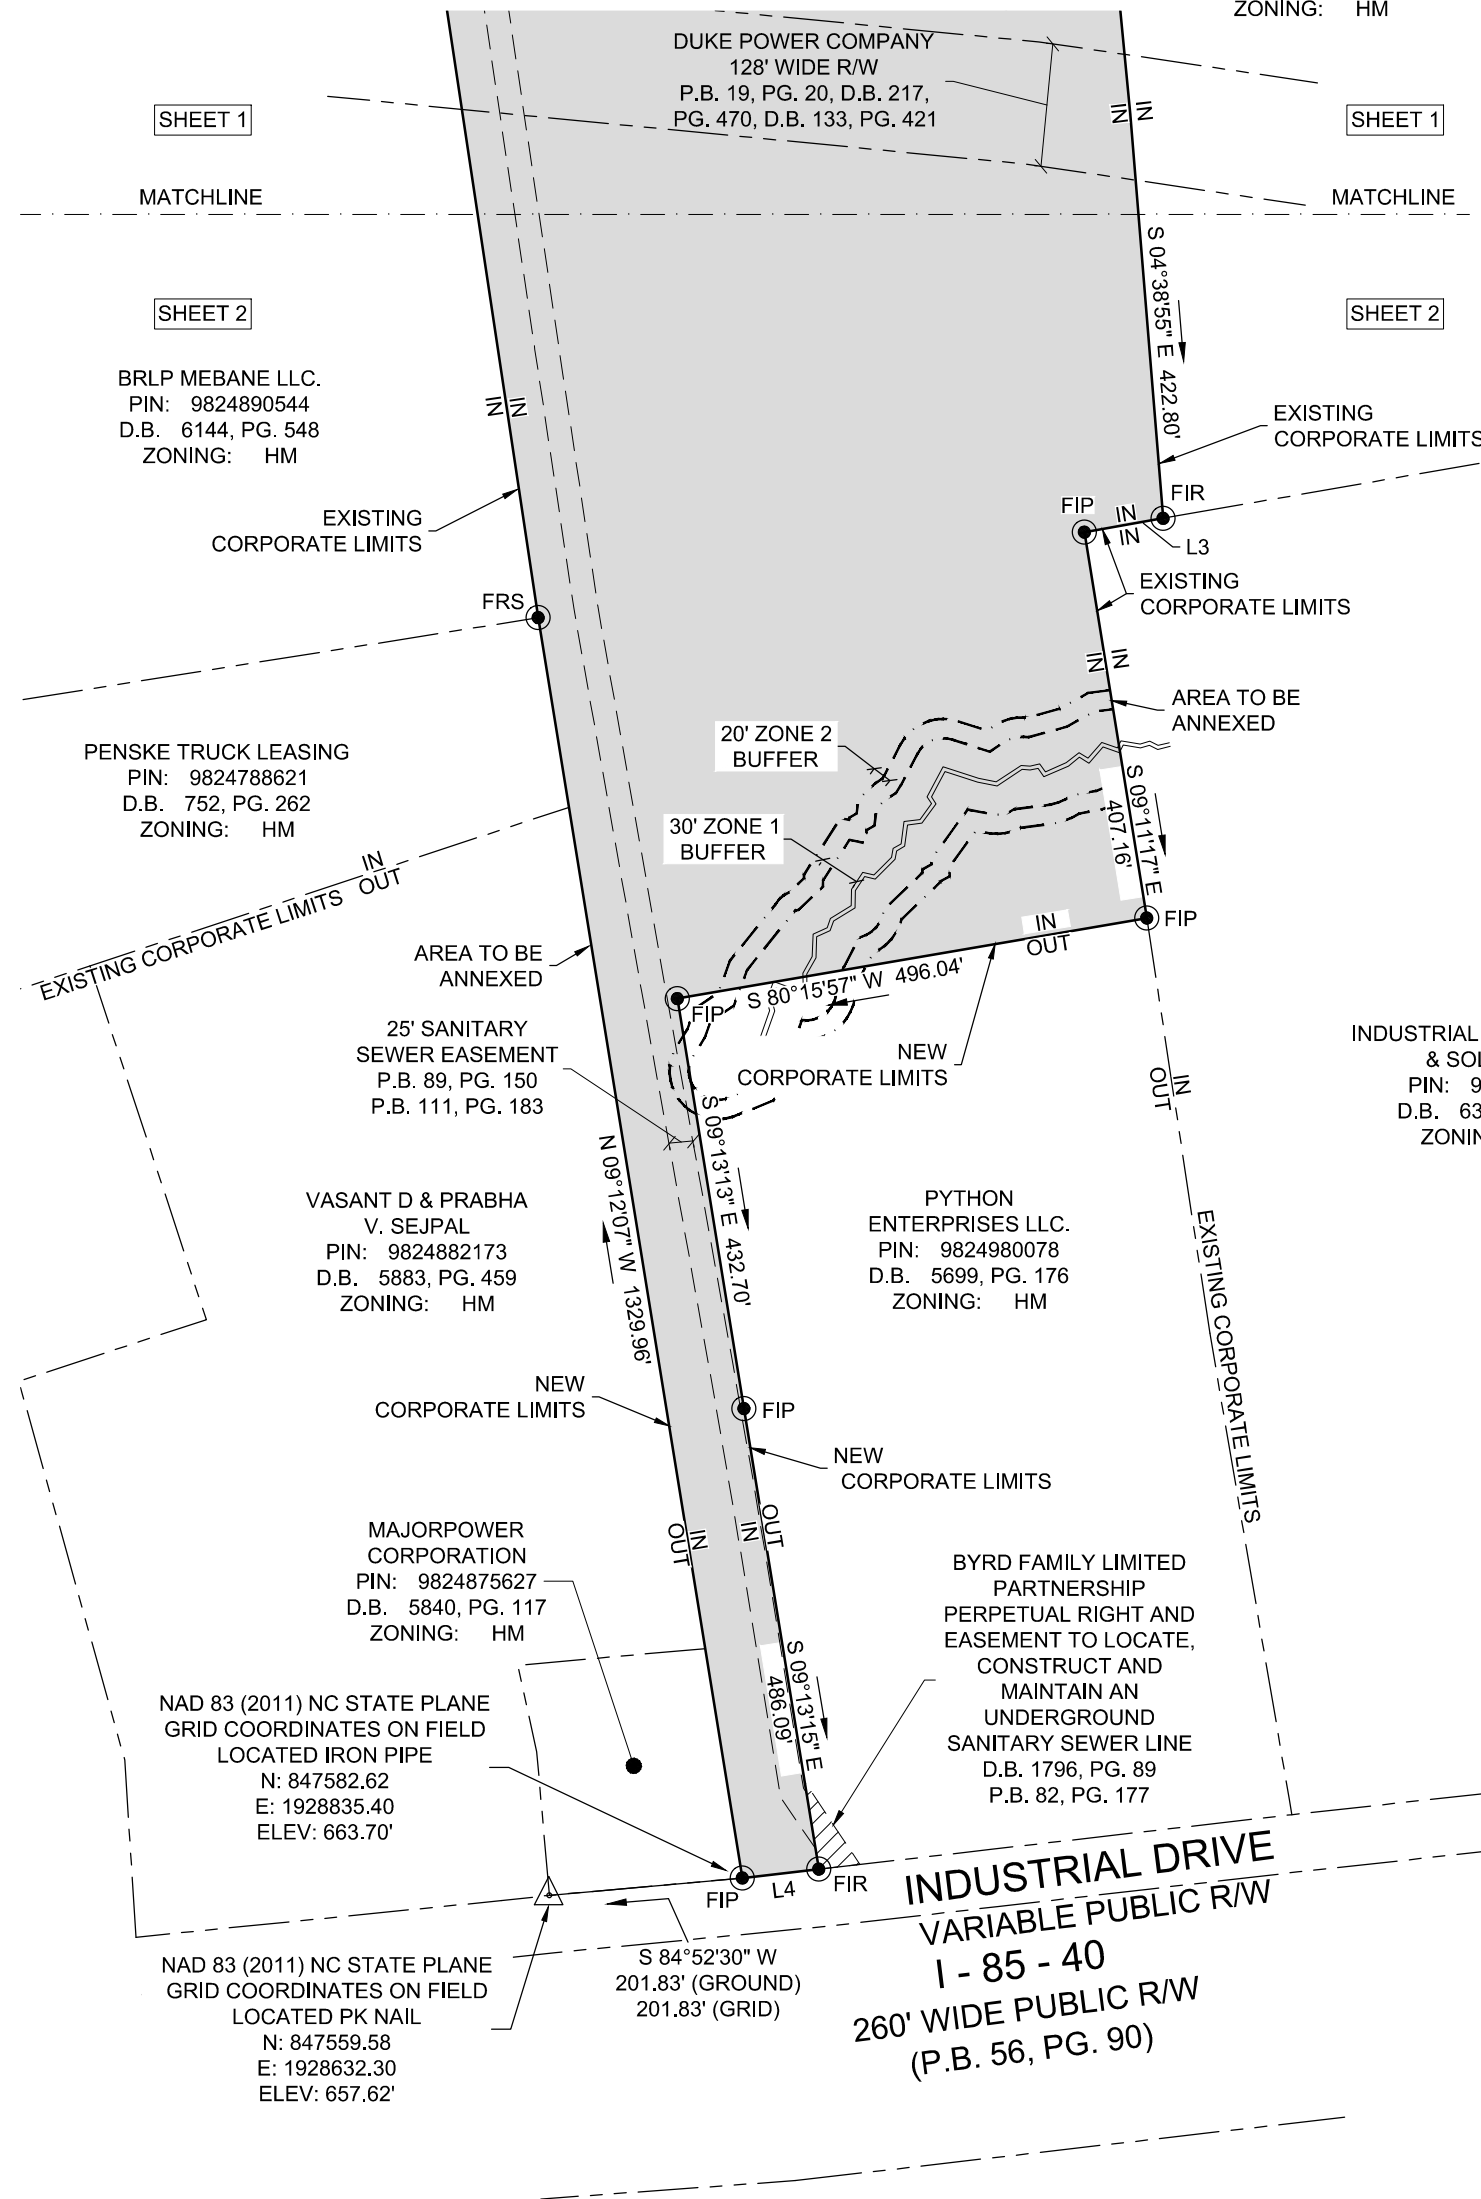 ZONING: HM
DUKE POWER COMPANY
128' WIDE R/W
P.B. 19, PG. 20, D.B. 217,
PG. 470, D.B. 133, PG. 421
IN
IN
SHEET 1
SHEET 1
MATCHLINE
MATCHLINE
S 04°38'55" E 422.80'
SHEET 2
SHEET 2
BRLP MEBANE LLC.
PIN: 9824890544
D.B. 6144, PG. 548
ZONING: HM
IN
IN
EXISTING
CORPORATE LIMITS
EXISTING
CORPORATE LIMITS
FIR
FIP
IN
IN
L3
EXISTING
CORPORATE LIMITS
FRS
IN
IN
AREA TO BE
ANNEXED
20' ZONE 2
BUFFER
PENSKE TRUCK LEASING
PIN: 9824788621
D.B. 752, PG. 262
ZONING: HM
S 09°11'17" E
407.16'
30' ZONE 1
BUFFER
EXISTING CORPORATE LIMITS
IN
OUT
FIP
IN
OUT
AREA TO BE
ANNEXED
S 80°15'57" W 496.04'
FIP
25' SANITARY
SEWER EASEMENT
P.B. 89, PG. 150
P.B. 111, PG. 183
NEW
CORPORATE LIMITS
IN
OUT
INDUSTRIAL
& SOL
PIN: 9
D.B. 63
ZONIN
S 09°13'13" E 432.70'
N 09°12'07" W 1329.96'
VASANT D & PRABHA
V. SEJPAL
PIN: 9824882173
D.B. 5883, PG. 459
ZONING: HM
PYTHON
ENTERPRISES LLC.
PIN: 9824980078
D.B. 5699, PG. 176
ZONING: HM
EXISTING CORPORATE LIMITS
NEW
CORPORATE LIMITS
FIP
NEW
CORPORATE LIMITS
IN
OUT
IN
OUT
MAJORPOWER
CORPORATION
PIN: 9824875627
D.B. 5840, PG. 117
ZONING: HM
BYRD FAMILY LIMITED
PARTNERSHIP
PERPETUAL RIGHT AND
EASEMENT TO LOCATE,
CONSTRUCT AND
MAINTAIN AN
UNDERGROUND
SANITARY SEWER LINE
D.B. 1796, PG. 89
P.B. 82, PG. 177
S 09°13'15" E
486.09'
NAD 83 (2011) NC STATE PLANE
GRID COORDINATES ON FIELD
LOCATED IRON PIPE
N: 847582.62
E: 1928835.40
ELEV: 663.70'
FIP
L4
FIR
INDUSTRIAL DRIVE
VARIABLE PUBLIC R/W
I - 85 - 40
260' WIDE PUBLIC R/W
(P.B. 56, PG. 90)
S 84°52'30" W
201.83' (GROUND)
201.83' (GRID)
NAD 83 (2011) NC STATE PLANE
GRID COORDINATES ON FIELD
LOCATED PK NAIL
N: 847559.58
E: 1928632.30
ELEV: 657.62'